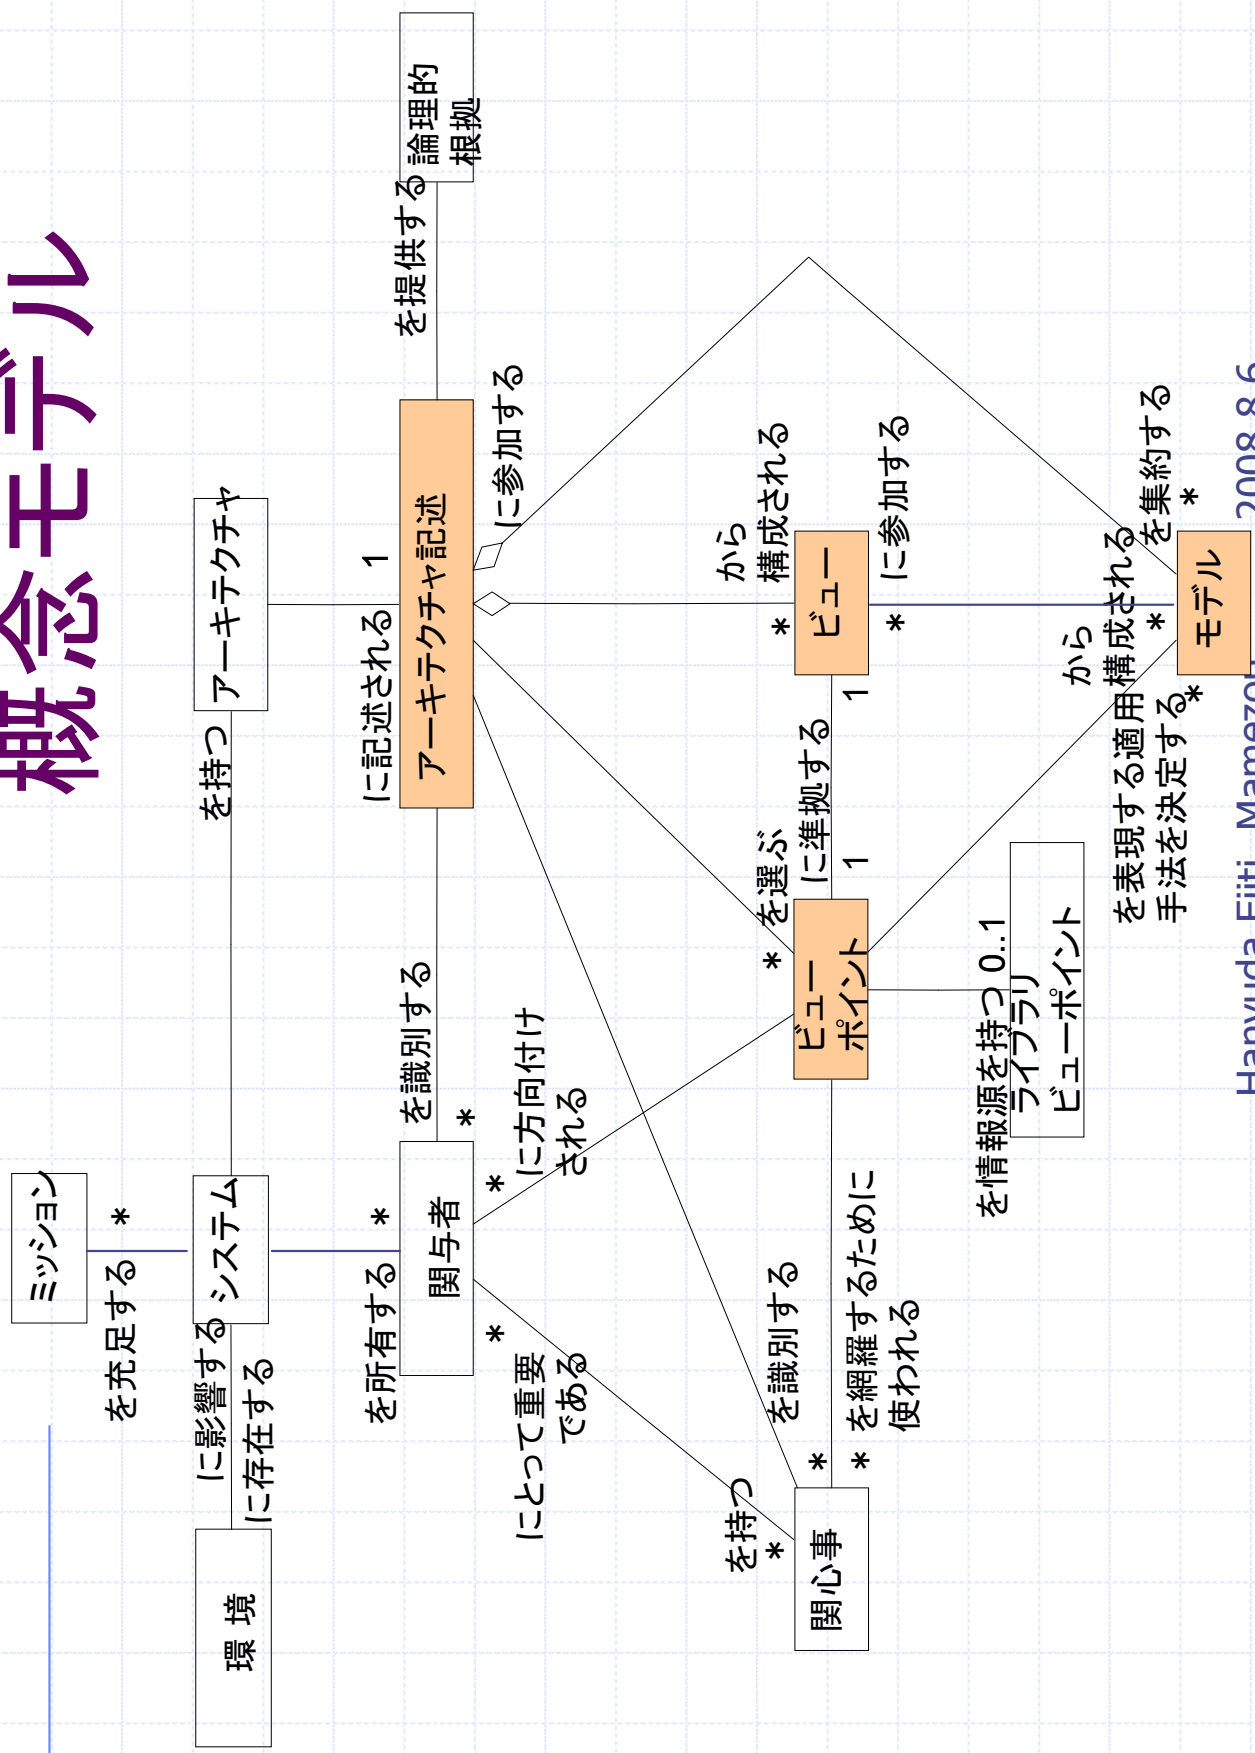 概念モデル
ミッション
*
を充足する
環 境
に影響する
に存在する
システム
を持つ
アーキテクチャ
を所有する
*
に記述される
1
関与者
を識別する
*
アーキテクチャ記述
を提供する
論理的
根拠
*
にとって重要
である
*
に方向付け
される
に参加する
を持つ
*
関心事
を識別する
*
*
を網羅するために
使われる
ビュー
ポイント
*
を選ぶ
に準拠する
1
1
ビュー
*
から
構成される
に参加する
*
を情報源を持つ 0..1
ライブラリ
ビューポイント
を表現する適用
手法を決定する
*
から
構成される
*
を集約する
*
モデル
2008.8.6